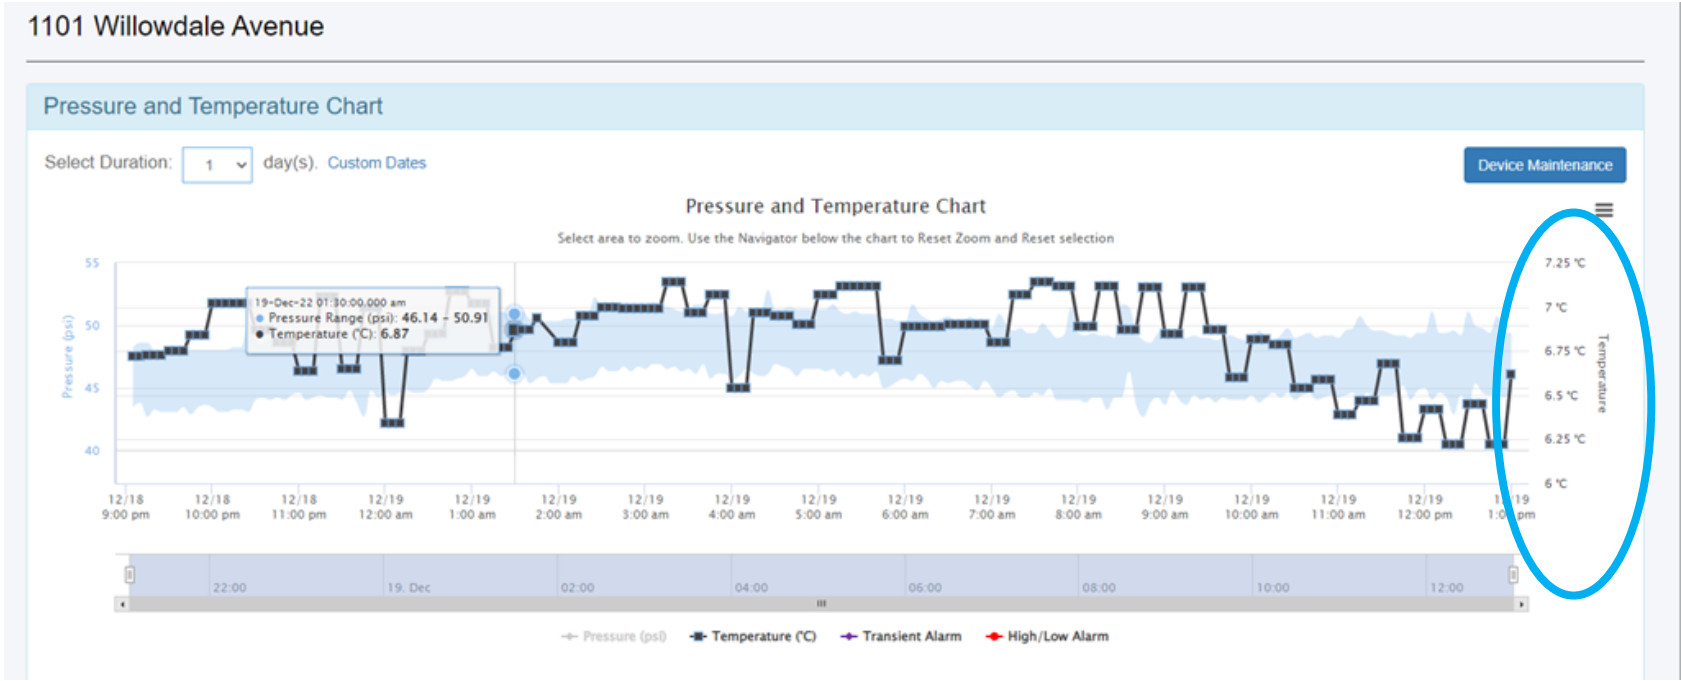 1101 Willowdale Avenue
Pressure and Temperature Chart
Select Duration: 1 day(s). Custom Dates
Device Maintenance
Pressure and Temperature Chart
Select area to zoom. Use the Navigator below the chart to Reset Zoom and Reset selection
55
50
45
40
Pressure (psi)
19-Dec-22 01:30:00.000 am
Pressure Range (psi): 46.14 - 50.91
Temperature (°C): 6.87
7.25 °C
7 °C
6.75 °C
6.5 °C
6.25 °C
6 °C
Temperature
12/18 12/18 12/18 12/19 12/19 12/19 12/19 12/19 12/19 12/19 12/19 12/19 12/19 12/19 12/19 12/19
9:00 pm 10:00 pm 11:00 pm 12:00 am 1:00 am 2:00 am 3:00 am 4:00 am 5:00 am 6:00 am 7:00 am 8:00 am 9:00 am 10:00 am 11:00 am 12:00 pm
22:00 19. Dec 02:00 04:00 06:00 08:00 10:00 12:00
Pressure (psi) Temperature (°C) Transient Alarm High/Low Alarm